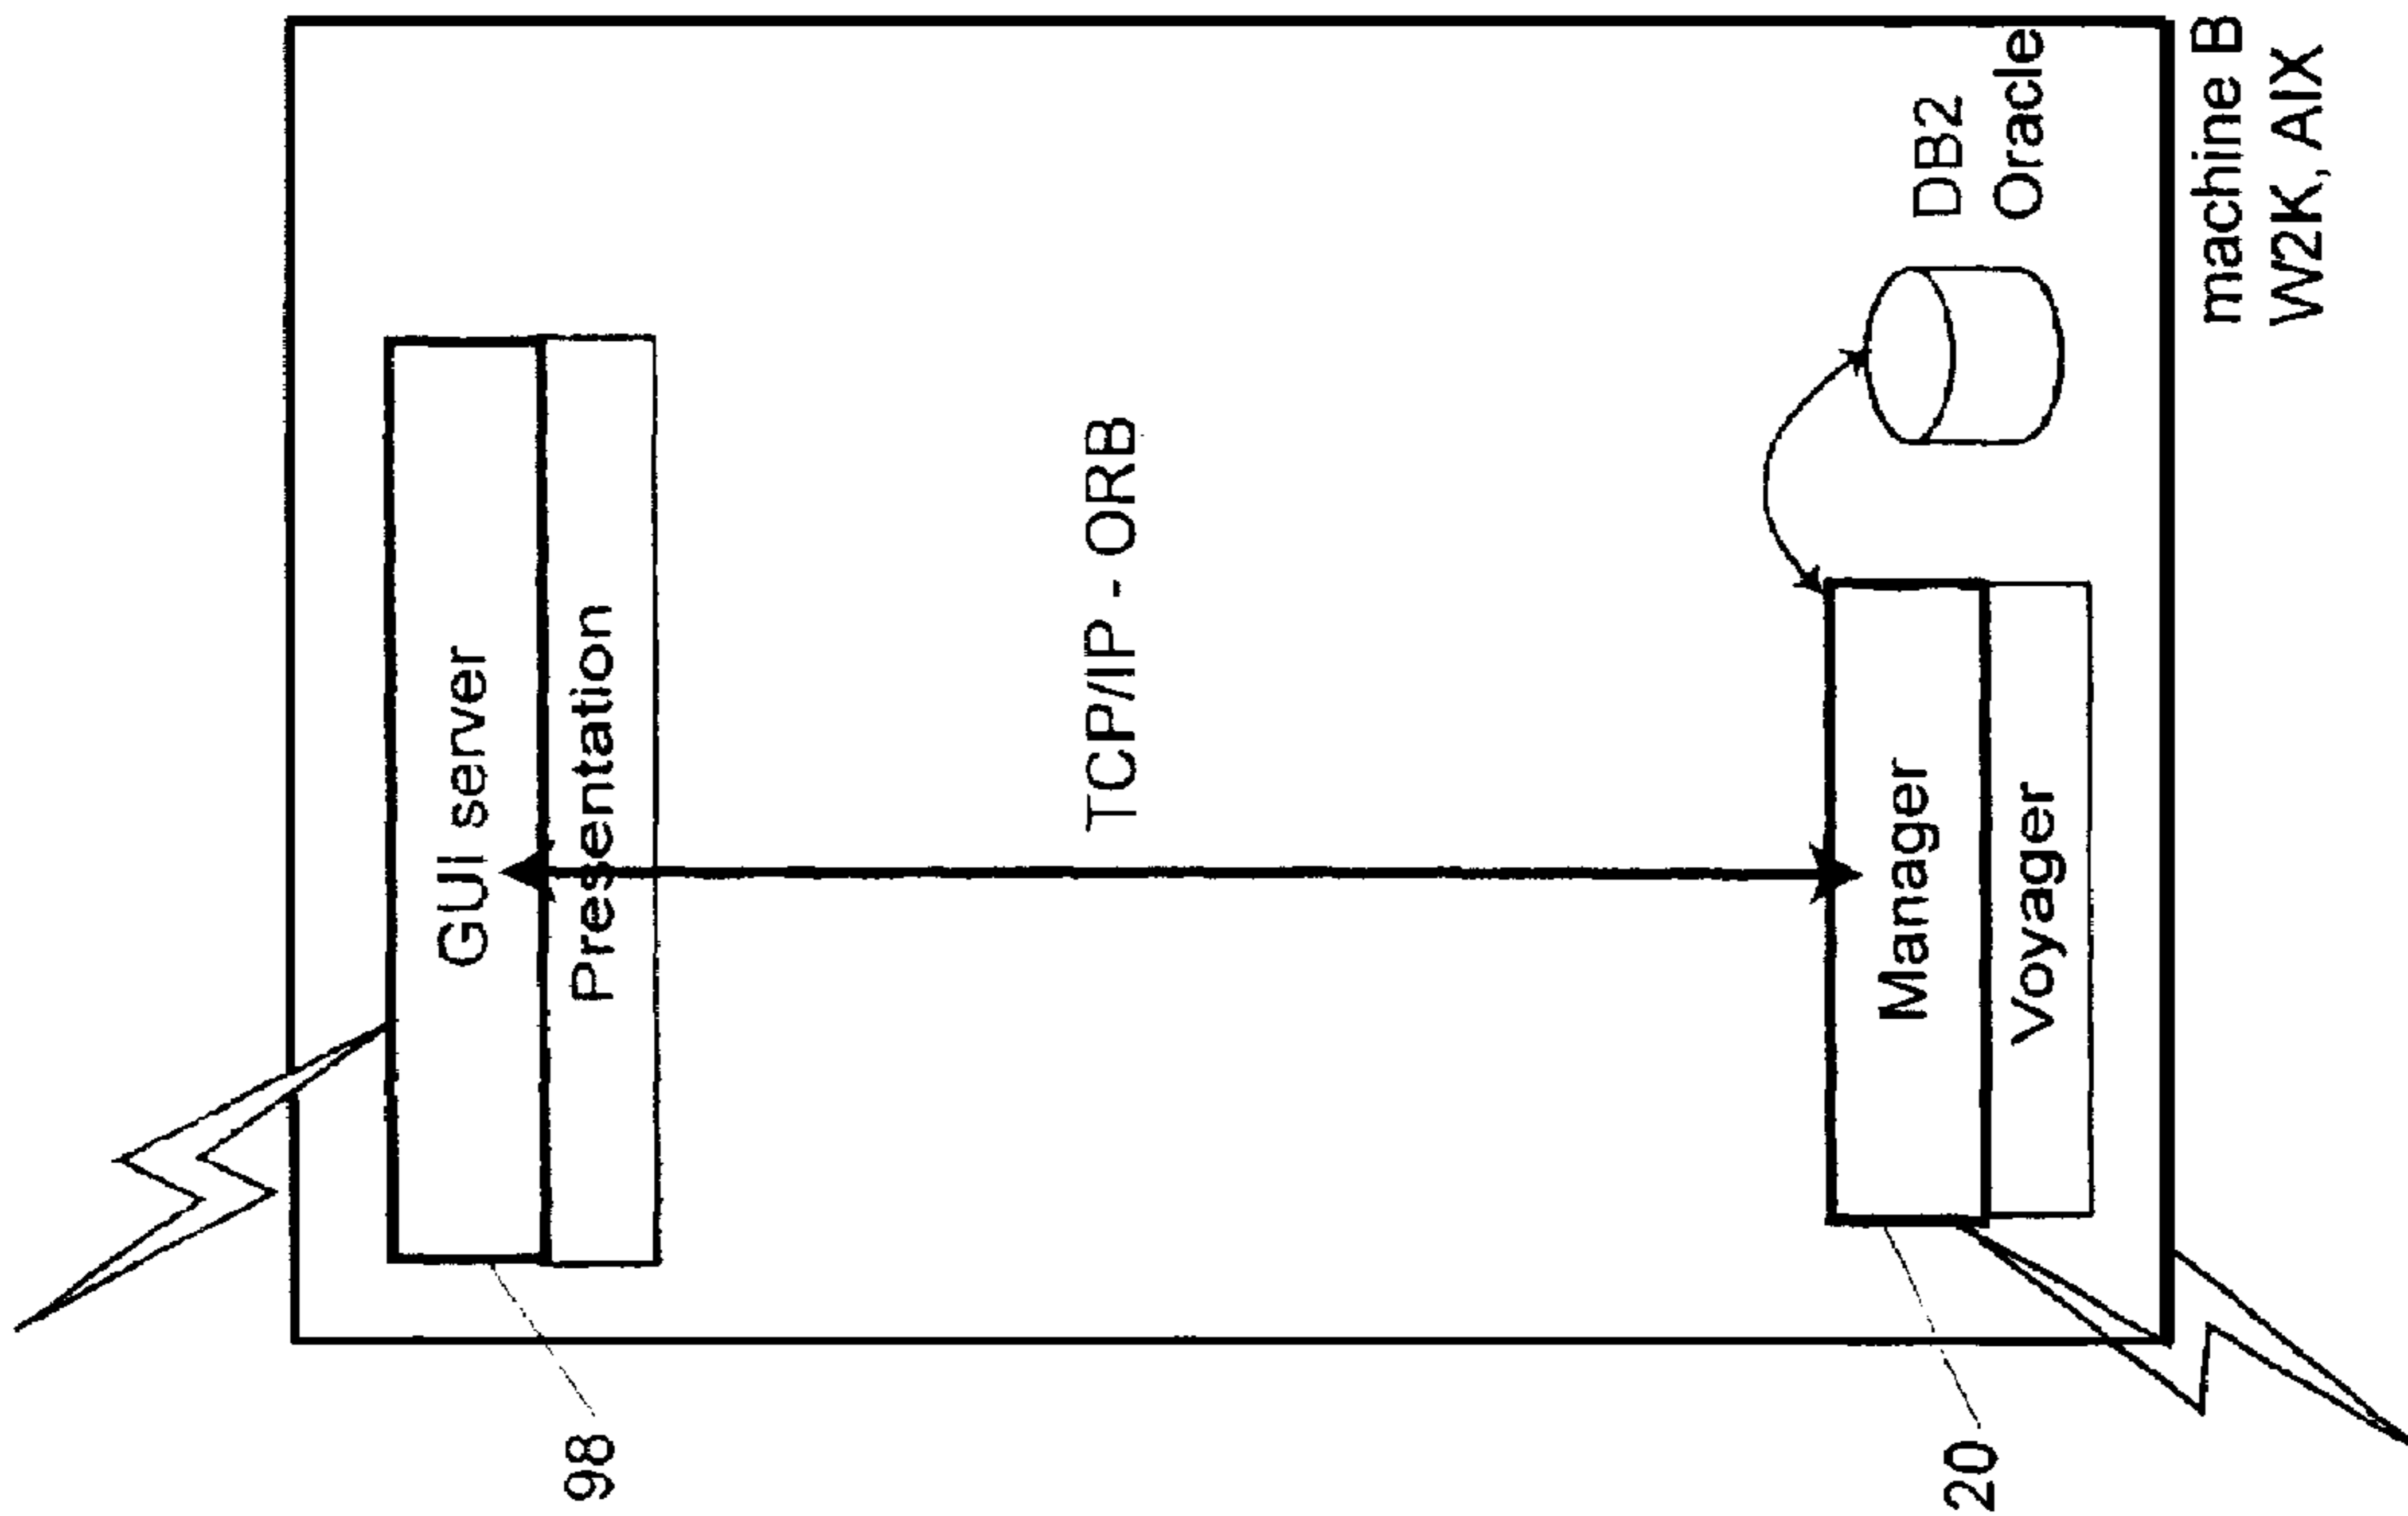 GUI server
Presentation
98
TCP/IP - ORB
Manager
Voyager
20
DB2
Oracle
machine B
W2K, AIX